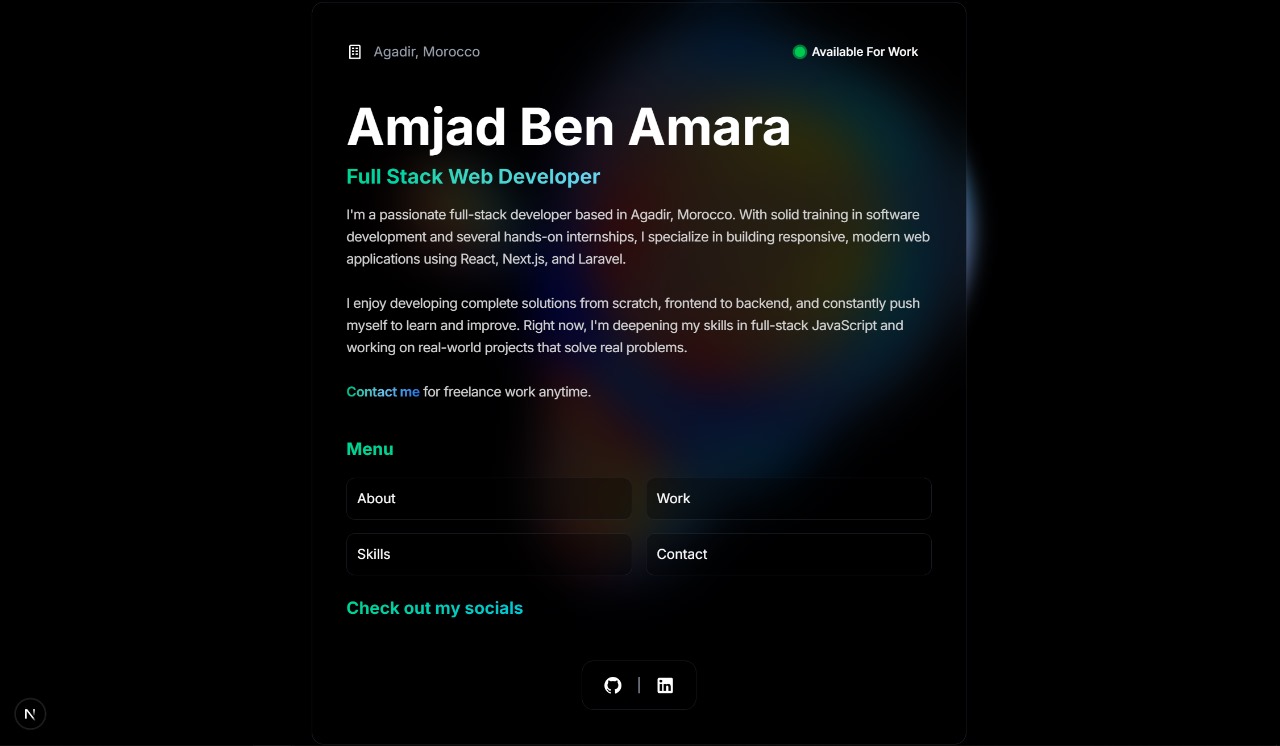 Agadir, Morocco
Available For Work
Amjad Ben Amara
Full Stack Web Developer
I'm a passionate full-stack developer based in Agadir, Morocco. With solid training in software
development and several hands-on internships, I specialize in building responsive, modern web
applications using React, Next.js, and Laravel.
I enjoy developing complete solutions from scratch, frontend to backend, and constantly push
myself to learn and improve. Right now, I'm deepening my skills in full-stack JavaScript and
working on real-world projects that solve real problems.
Contact me for freelance work anytime.
Menu
About
Work
Skills
Contact
Check out my socials